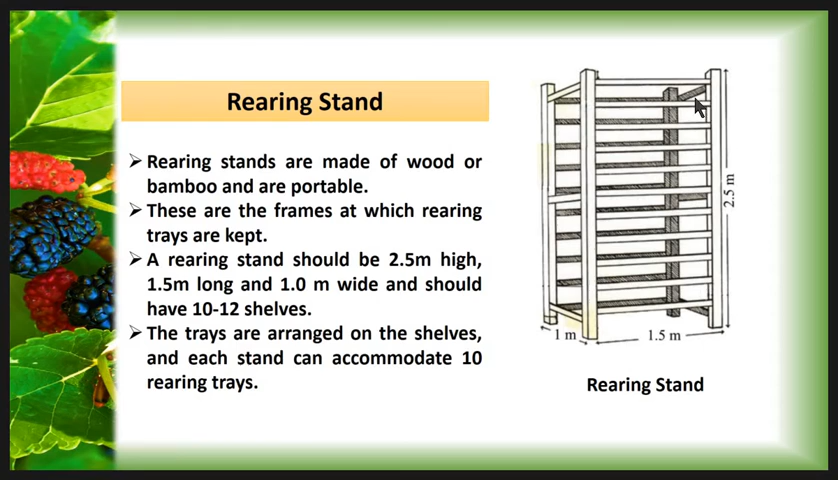 Rearing Stand
➢ Rearing stands are made of wood or
bamboo and are portable.
➢ These are the frames at which rearing
trays are kept.
➢ A rearing stand should be 2.5m high,
1.5m long and 1.0 m wide and should
have 10-12 shelves.
➢ The trays are arranged on the shelves,
and each stand can accommodate 10
rearing trays.
2.5 m
1 m
1.5 m
Rearing Stand